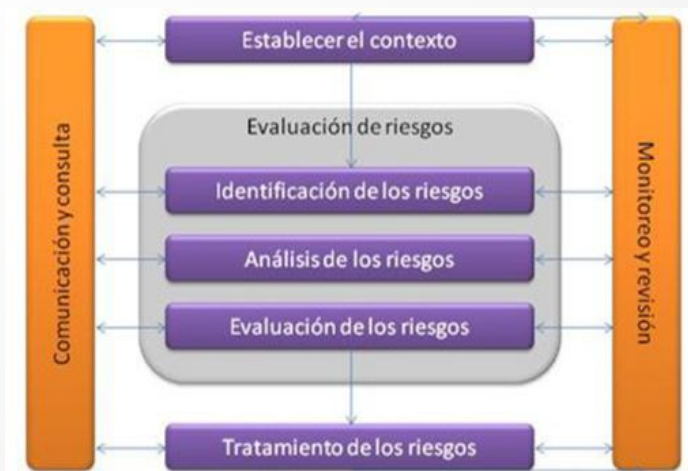 Establecer el contexto
Comunicación y consulta
Evaluación de riesgos
Identificación de los riesgos
Análisis de los riesgos
Evaluación de los riesgos
Monitoreo y revisión
Tratamiento de los riesgos